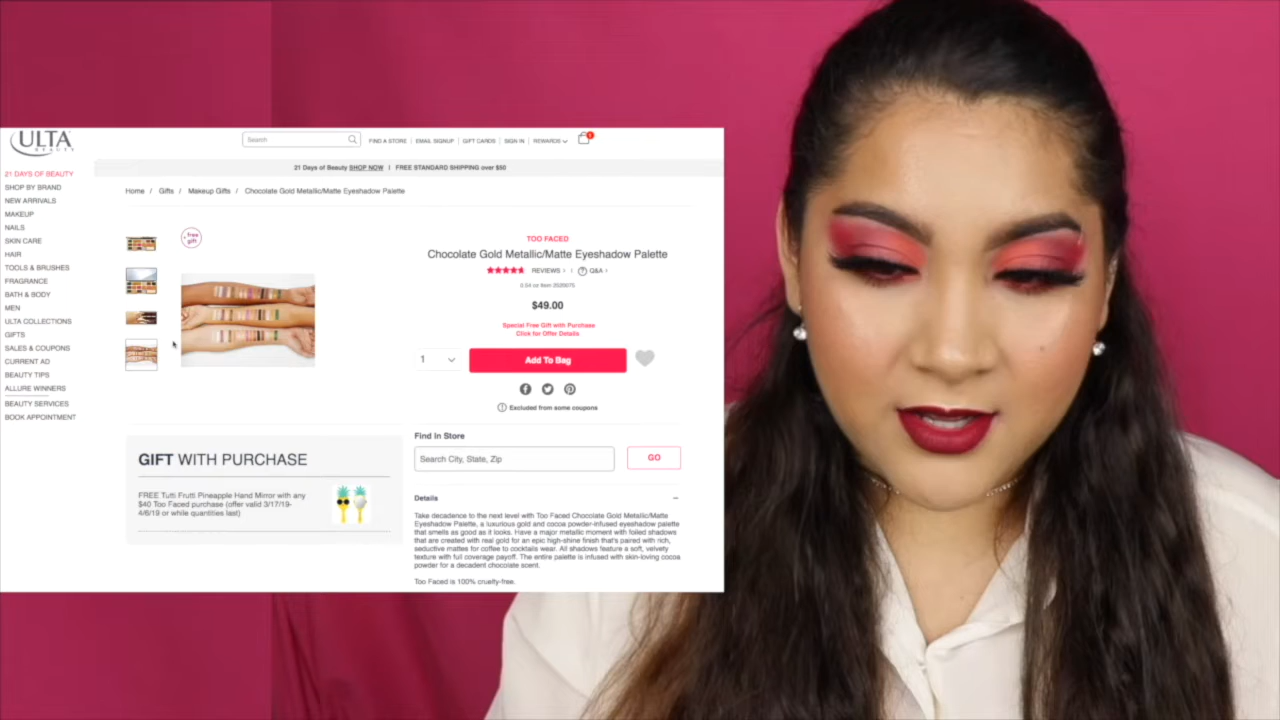 ULTA
BEAUTY
Search
FIND A STORE | EMAIL SIGNUP | GIFT CARDS | SIGN IN | REWARDS
1
21 Days of Beauty SHOP NOW | FREE STANDARD SHIPPING over $50
21 DAYS OF BEAUTY
SHOP BY BRAND
NEW ARRIVALS
MAKEUP
NAILS
SKIN CARE
HAIR
TOOLS & BRUSHES
FRAGRANCE
BATH & BODY
MEN
ULTA COLLECTIONS
GIFTS
SALES & COUPONS
CURRENT AD
BEAUTY TIPS
ALLURE WINNERS
BEAUTY SERVICES
BOOK APPOINTMENT
Home / Gifts / Makeup Gifts / Chocolate Gold Metallic/Matte Eyeshadow Palette
+ free
gift
TOO FACED
Chocolate Gold Metallic/Matte Eyeshadow Palette
REVIEWS > | ? Q&A >
$49.00
Special Free Gift with Purchase
Click for Offer Details
1
Add To Bag
Excluded from some coupons
GIFT WITH PURCHASE
FREE Tutti Frutti Pineapple Hand Mirror with any
$40 Too Faced purchase (offer valid 3/17/19-
4/6/19 or while quantities last)
Find In Store
Search City, State, Zip
GO
Details
Take decadence to the next level with Too Faced Chocolate Gold Metallic/Matte
Eyeshadow Palette, a luxurious gold and cocoa powder-infused eyeshadow palette
that smells as good as it looks. Have a major metallic moment with foiled shadows
that are created with real gold for an epic high-shine finish that's paired with rich,
seductive mattes for coffee to cocktails wear. All shadows feature a soft, velvety
texture with full coverage payoff. The entire palette is infused with skin-loving cocoa
powder for a decadent chocolate scent.
Too Faced is 100% cruelty-free.